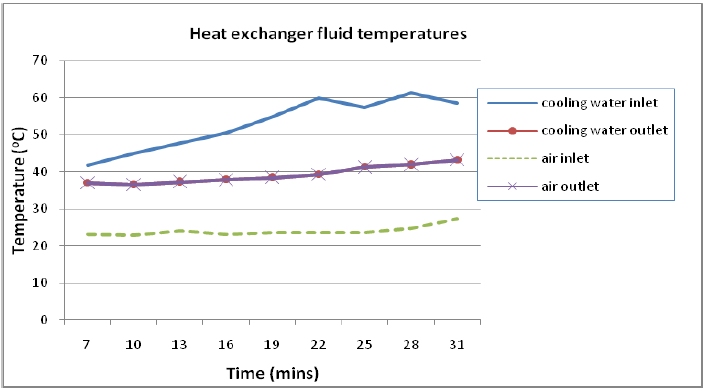 Heat exchanger fluid temperatures
70
60
50
40
30
20
10
0
Temperature (ºC)
7 10 13 16 19 22 25 28 31
Time (mins)
cooling water inlet
cooling water outlet
air inlet
air outlet